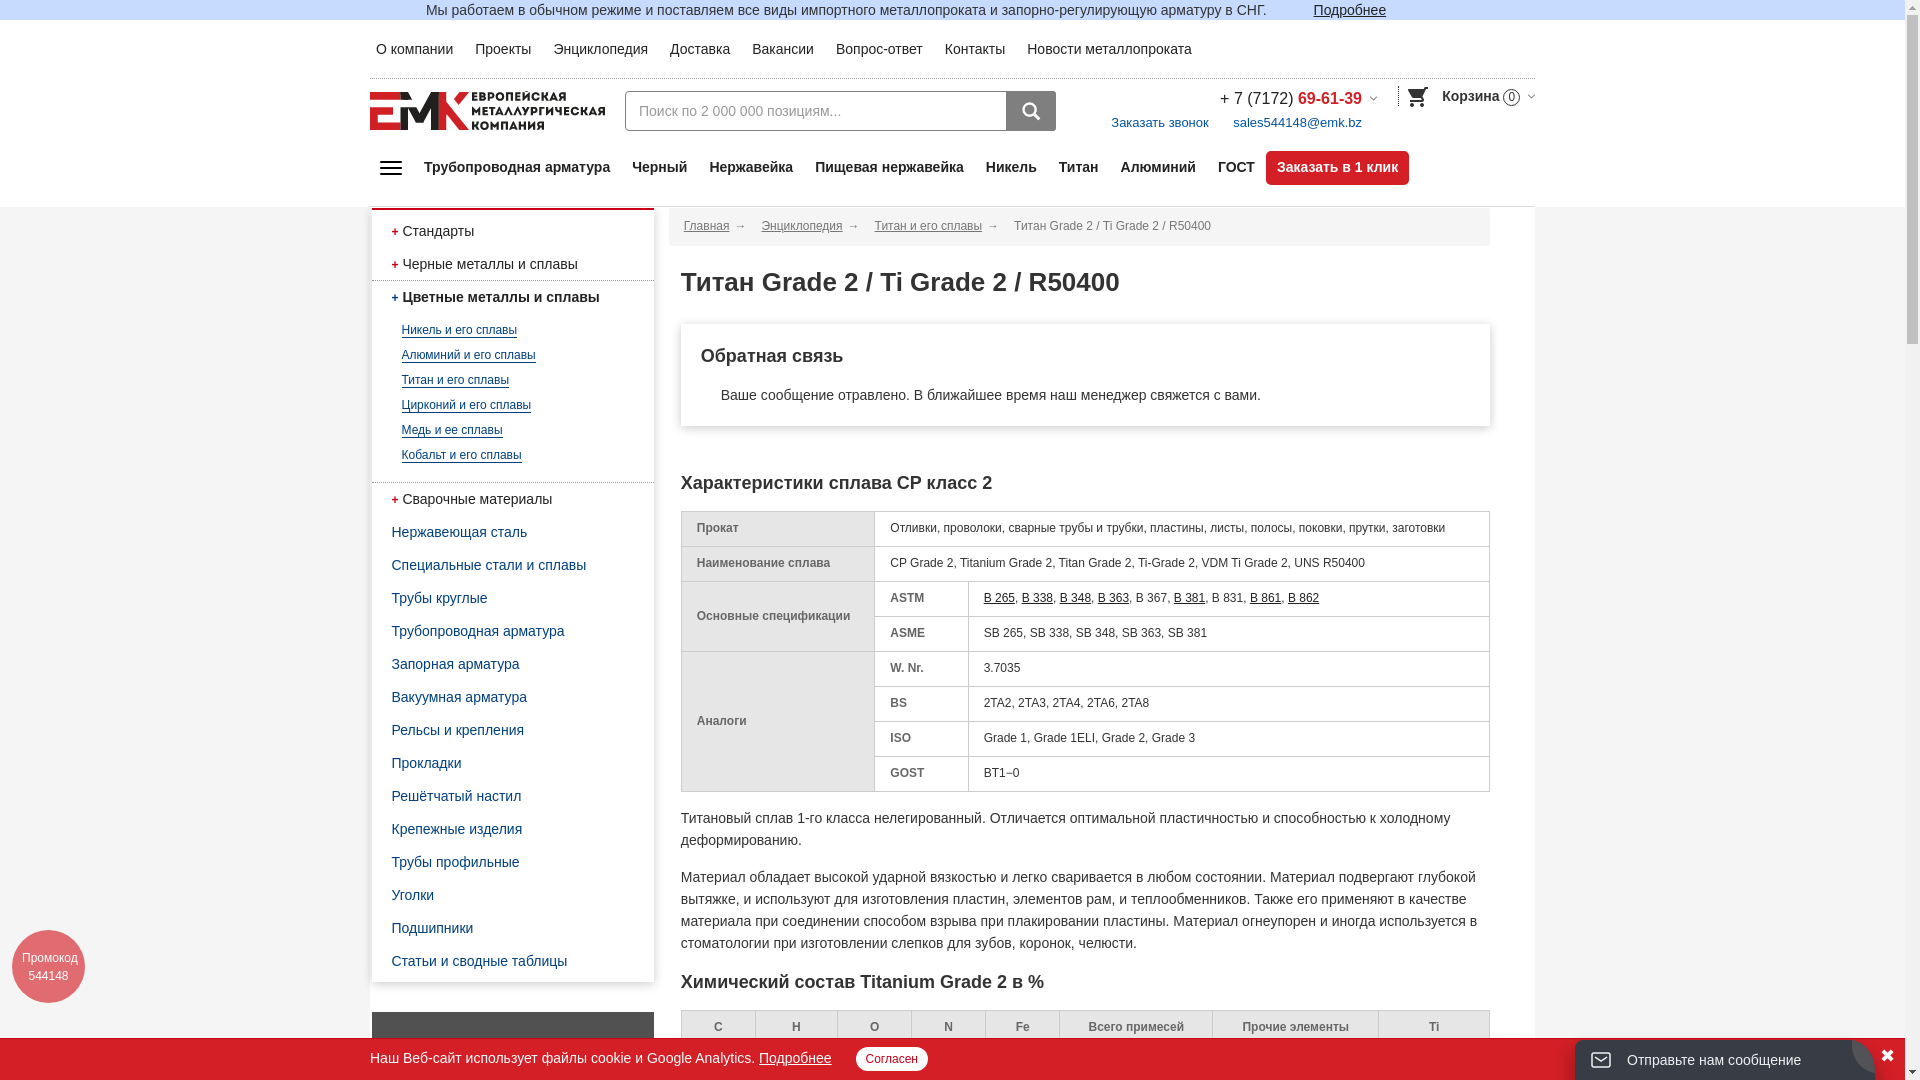 Мы работаем в обычном режиме и поставляем все виды импортного металлопроката и запорно-регулирующую арматуру в СНГ. Подробнее
О компании Проекты Энциклопедия Доставка Вакансии Вопрос-ответ Контакты Новости металлопроката
EMK ЕВРОПЕЙСКАЯ
МЕТАЛЛУРГИЧЕСКАЯ
КОМПАНИЯ
Поиск по 2 000 000 позициям...
+ 7 (7172) 69-61-39
Заказать звонок sales544148@emk.bz
Корзина 0
Трубопроводная арматура Черный Нержавейка Пищевая нержавейка Никель Титан Алюминий ГОСТ Заказать в 1 клик
+ Стандарты
+ Черные металлы и сплавы
+ Цветные металлы и сплавы
Никель и его сплавы
Алюминий и его сплавы
Титан и его сплавы
Цирконий и его сплавы
Медь и ее сплавы
Кобальт и его сплавы
+ Сварочные материалы
Нержавеющая сталь
Специальные стали и сплавы
Трубы круглые
Трубопроводная арматура
Запорная арматура
Вакуумная арматура
Рельсы и крепления
Прокладки
Решётчатый настил
Крепежные изделия
Трубы профильные
Уголки
Подшипники
Статьи и сводные таблицы
Главная → Энциклопедия → Титан и его сплавы → Титан Grade 2 / Ti Grade 2 / R50400
Титан Grade 2 / Ti Grade 2 / R50400
Обратная связь
Ваше сообщение отравлено. В ближайшее время наш менеджер свяжется с вами.
Характеристики сплава CP класс 2
Прокат Отливки, проволоки, сварные трубы и трубки, пластины, листы, полосы, поковки, прутки, заготовки
Наименование сплава CP Grade 2, Titanium Grade 2, Titan Grade 2, Ti-Grade 2, VDM Ti Grade 2, UNS R50400
Основные спецификации
ASTM B 265, B 338, B 348, B 363, B 367, B 381, B 831, B 861, B 862
ASME SB 265, SB 338, SB 348, SB 363, SB 381
Аналоги
W. Nr. 3.7035
BS 2TA2, 2TA3, 2TA4, 2TA6, 2TA8
ISO Grade 1, Grade 1ELI, Grade 2, Grade 3
GOST ВТ1−0
Титановый сплав 1-го класса нелегированный. Отличается оптимальной пластичностью и способностью к холодному
деформированию.
Материал обладает высокой ударной вязкостью и легко сваривается в любом состоянии. Материал подвергают глубокой
вытяжке, и используют для изготовления пластин, элементов рам, и теплообменников. Также его применяют в качестве
материала при соединении способом взрыва при плакировании пластины. Материал огнеупорен и иногда используется в
стоматологии при изготовлении слепков для зубов, коронок, челюсти.
Химический состав Titanium Grade 2 в %
C H O N Fe Всего примесей Прочие элементы Ti
Промокод
544148
Наш Веб-сайт использует файлы cookie и Google Analytics. Подробнее Согласен
Отправьте нам сообщение